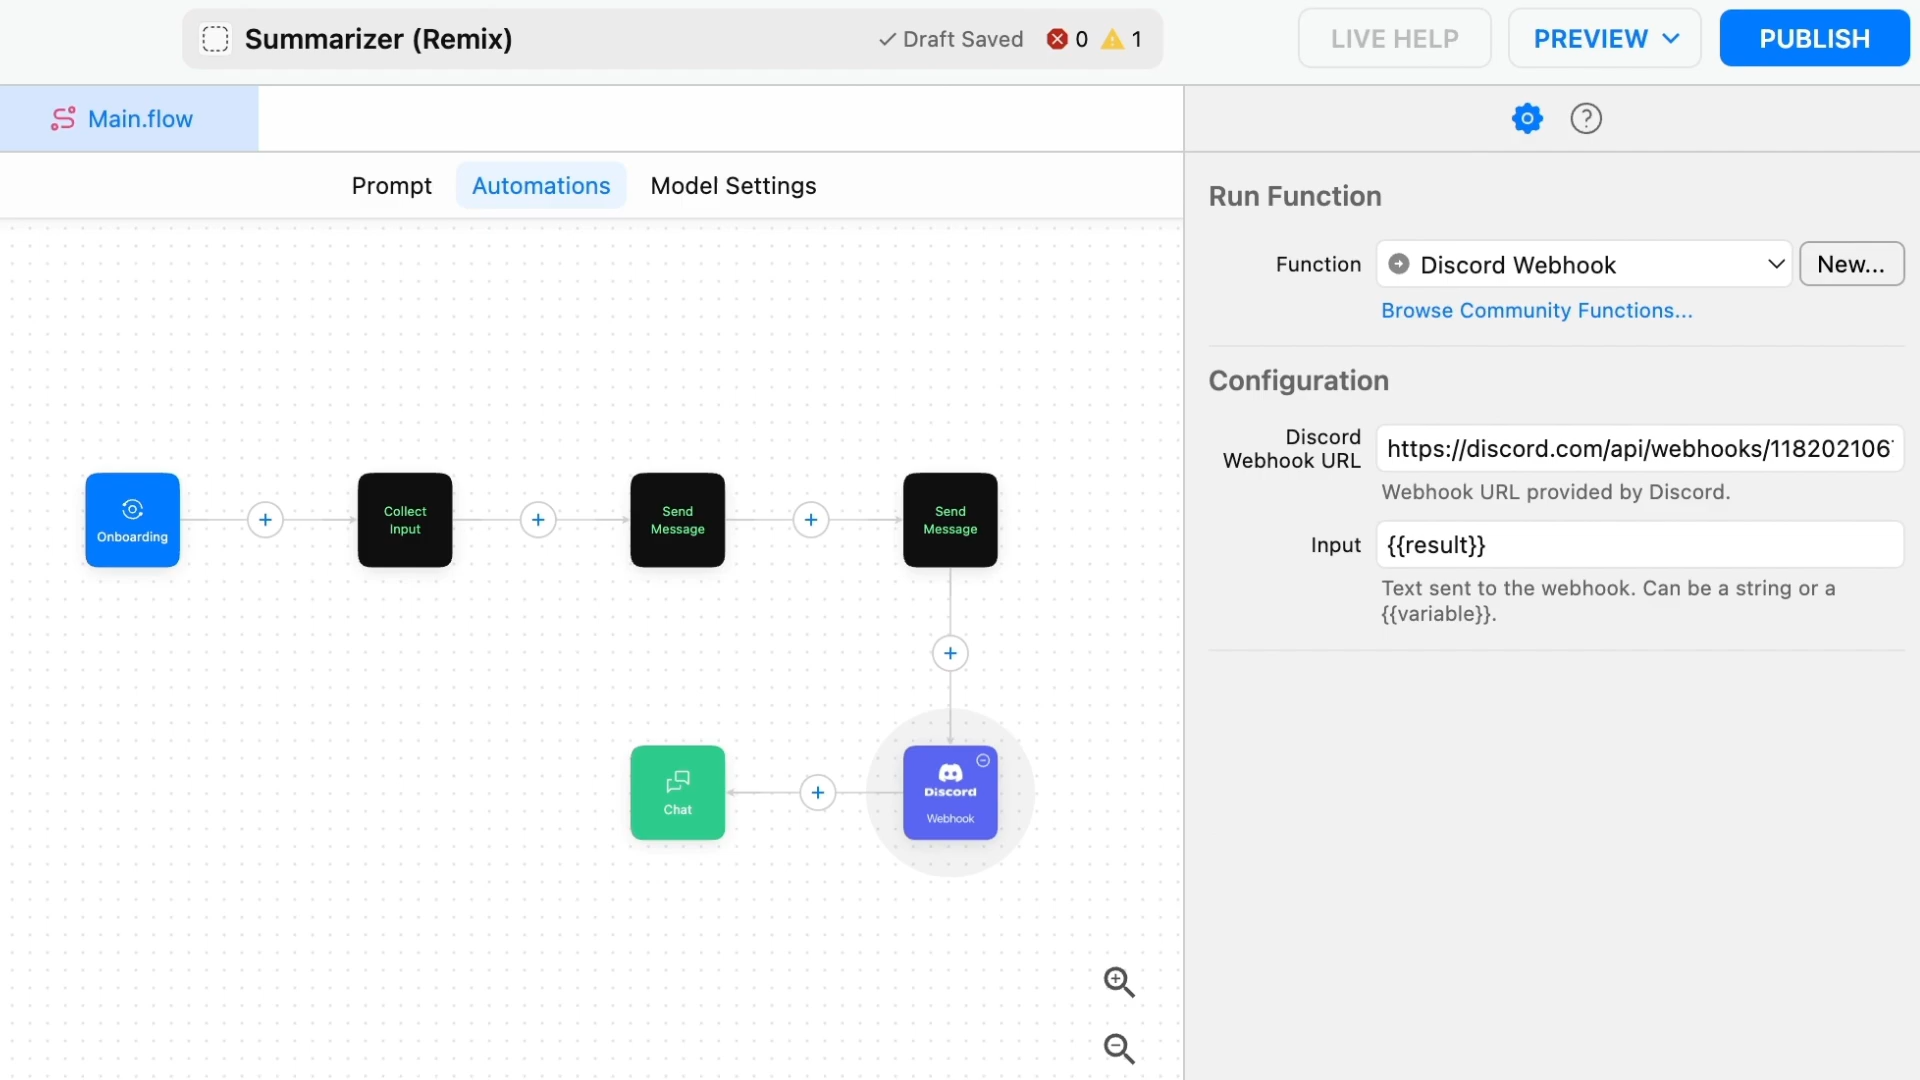 Summarizer (Remix)
Draft Saved
0
1
LIVE HELP
PREVIEW
PUBLISH
Main.flow
Prompt
Automations
Model Settings
Run Function
Function
Discord Webhook
New...
Browse Community Functions...
Configuration
Discord
Webhook URL
https://discord.com/api/webhooks/118202106
Webhook URL provided by Discord.
Input
{{result}}
Text sent to the webhook. Can be a string or a
{{variable}}.
Onboarding
Collect
Input
Send
Message
Send
Message
Chat
Discord
Webhook